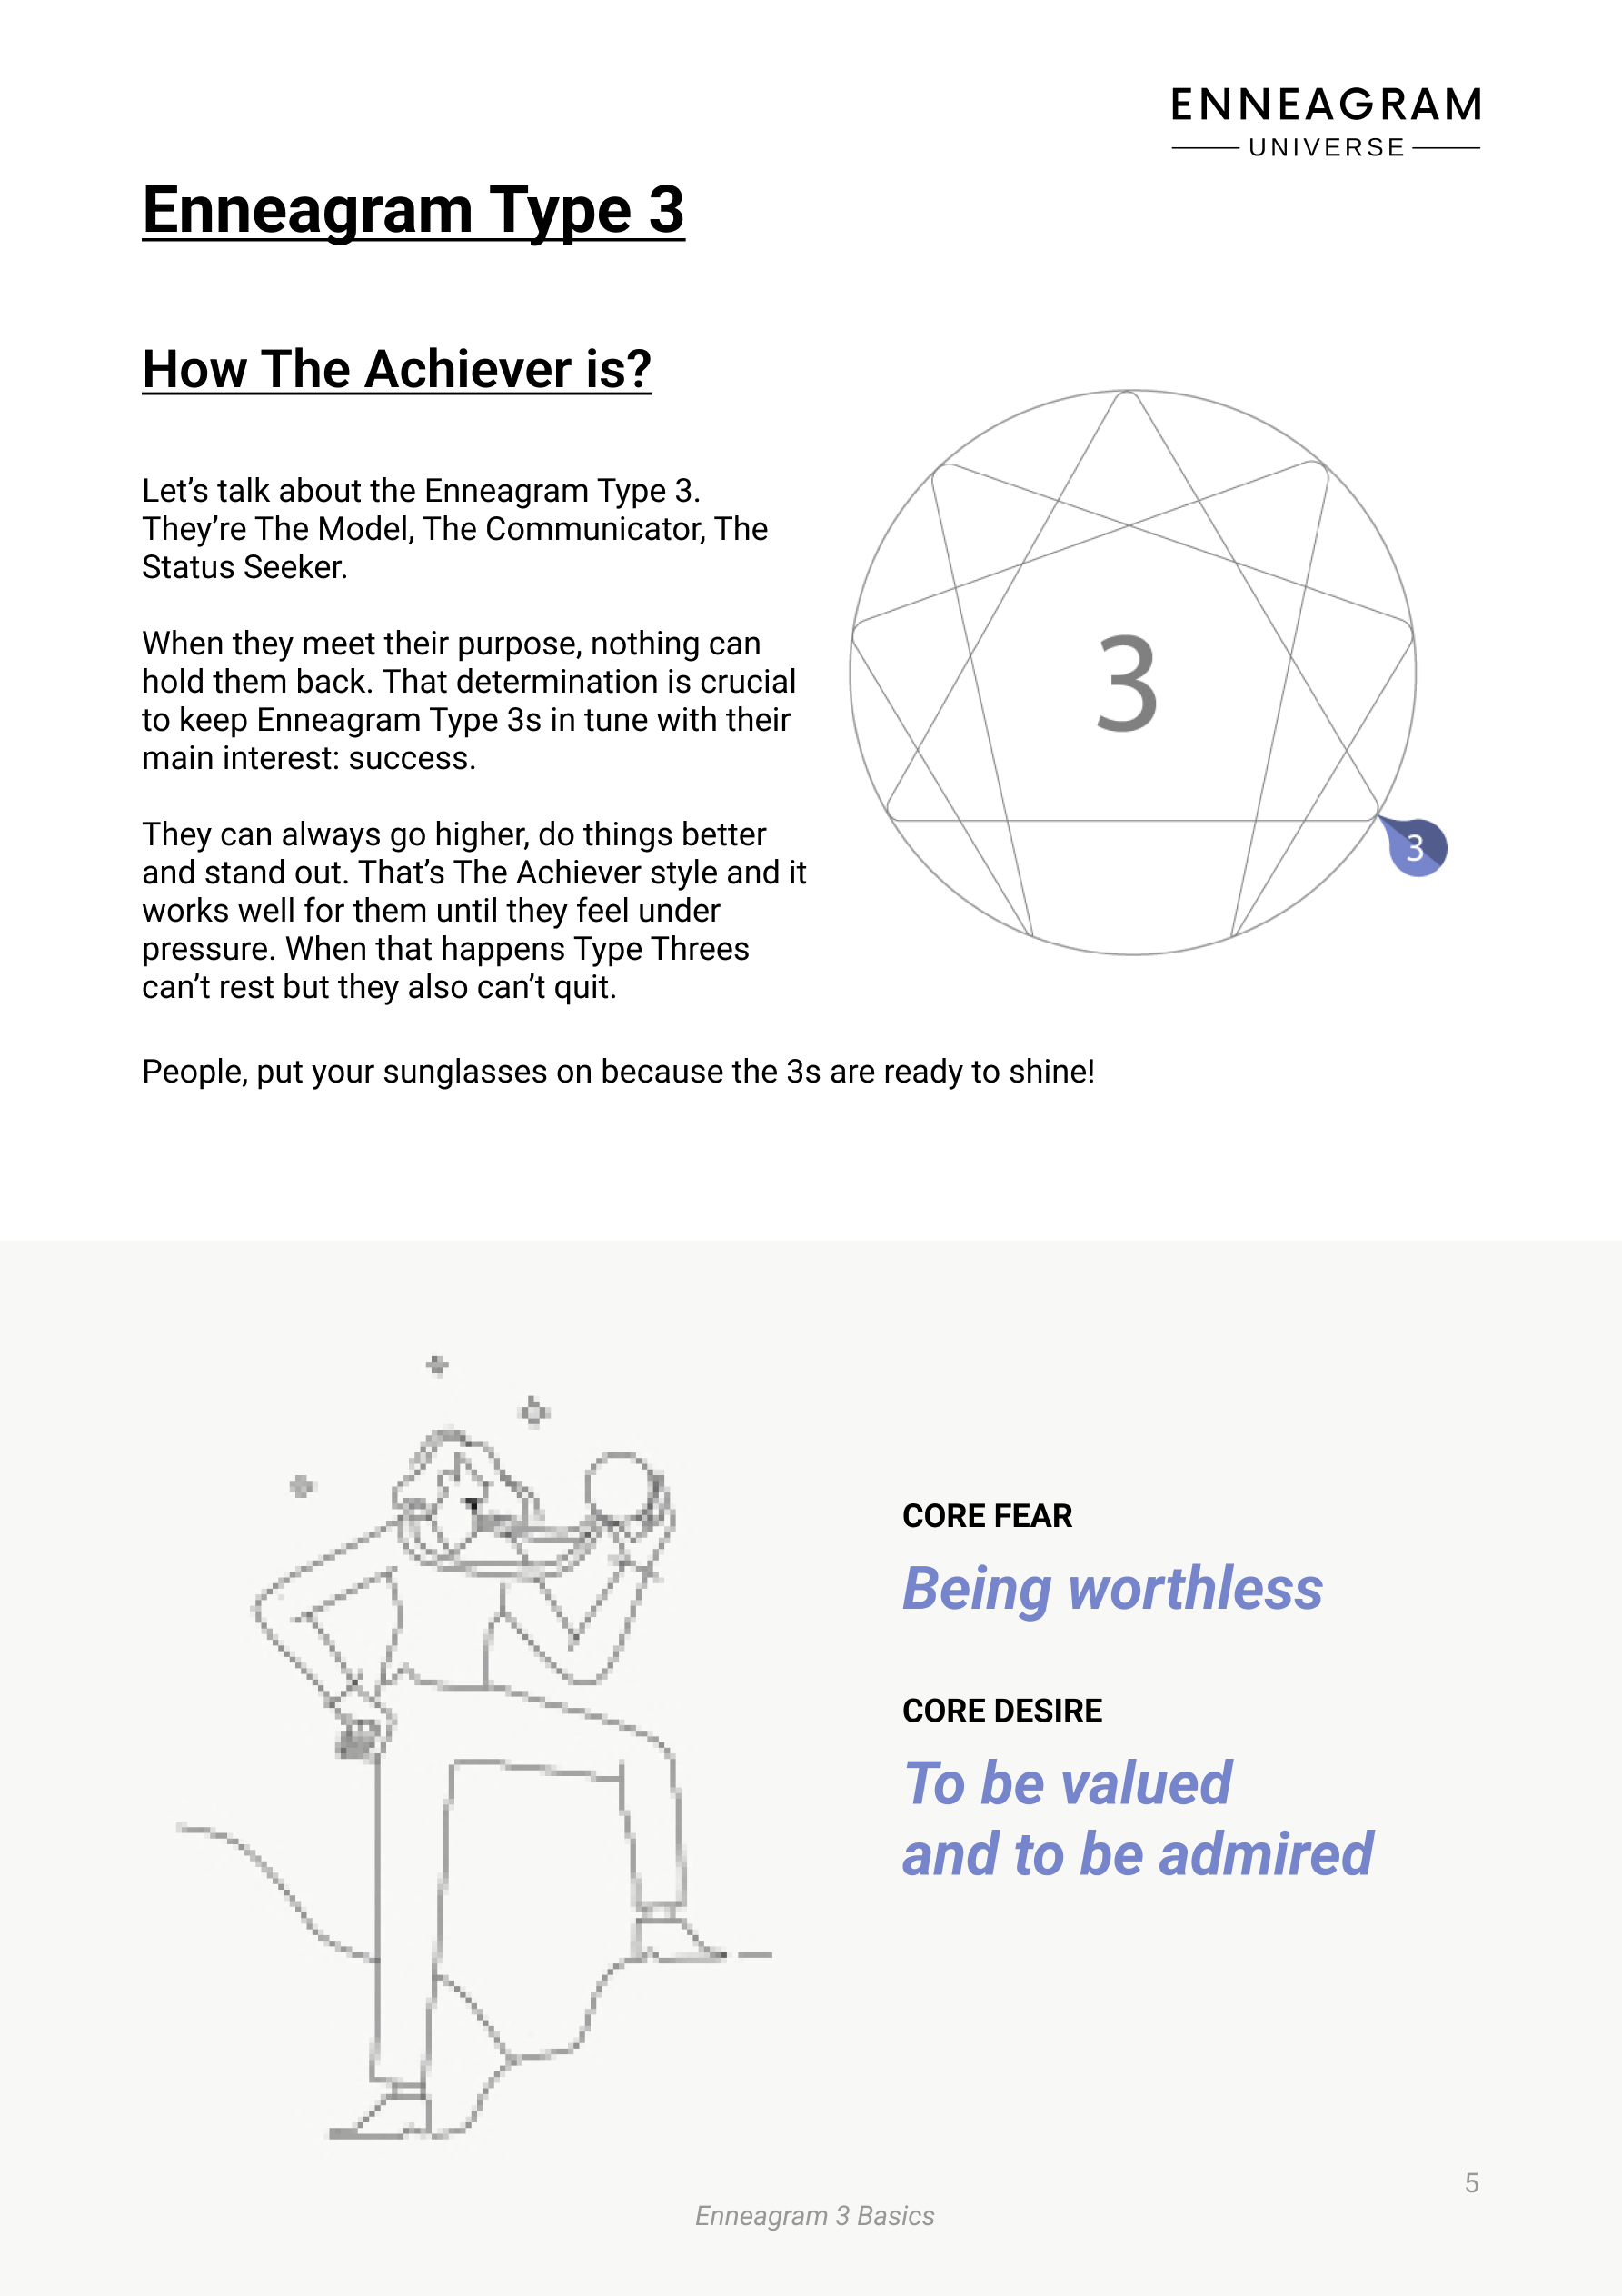 ENNEAGRAM
UNIVERSE
Enneagram Type 3
How The Achiever is?
Let’s talk about the Enneagram Type 3.
They’re The Model, The Communicator, The
Status Seeker.
When they meet their purpose, nothing can
hold them back. That determination is crucial
to keep Enneagram Type 3s in tune with their
main interest: success.
They can always go higher, do things better
and stand out. That’s The Achiever style and it
works well for them until they feel under
pressure. When that happens Type Threes
can’t rest but they also can’t quit.
3
3
People, put your sunglasses on because the 3s are ready to shine!
CORE FEAR
Being worthless
CORE DESIRE
To be valued
and to be admired
5
Enneagram 3 Basics